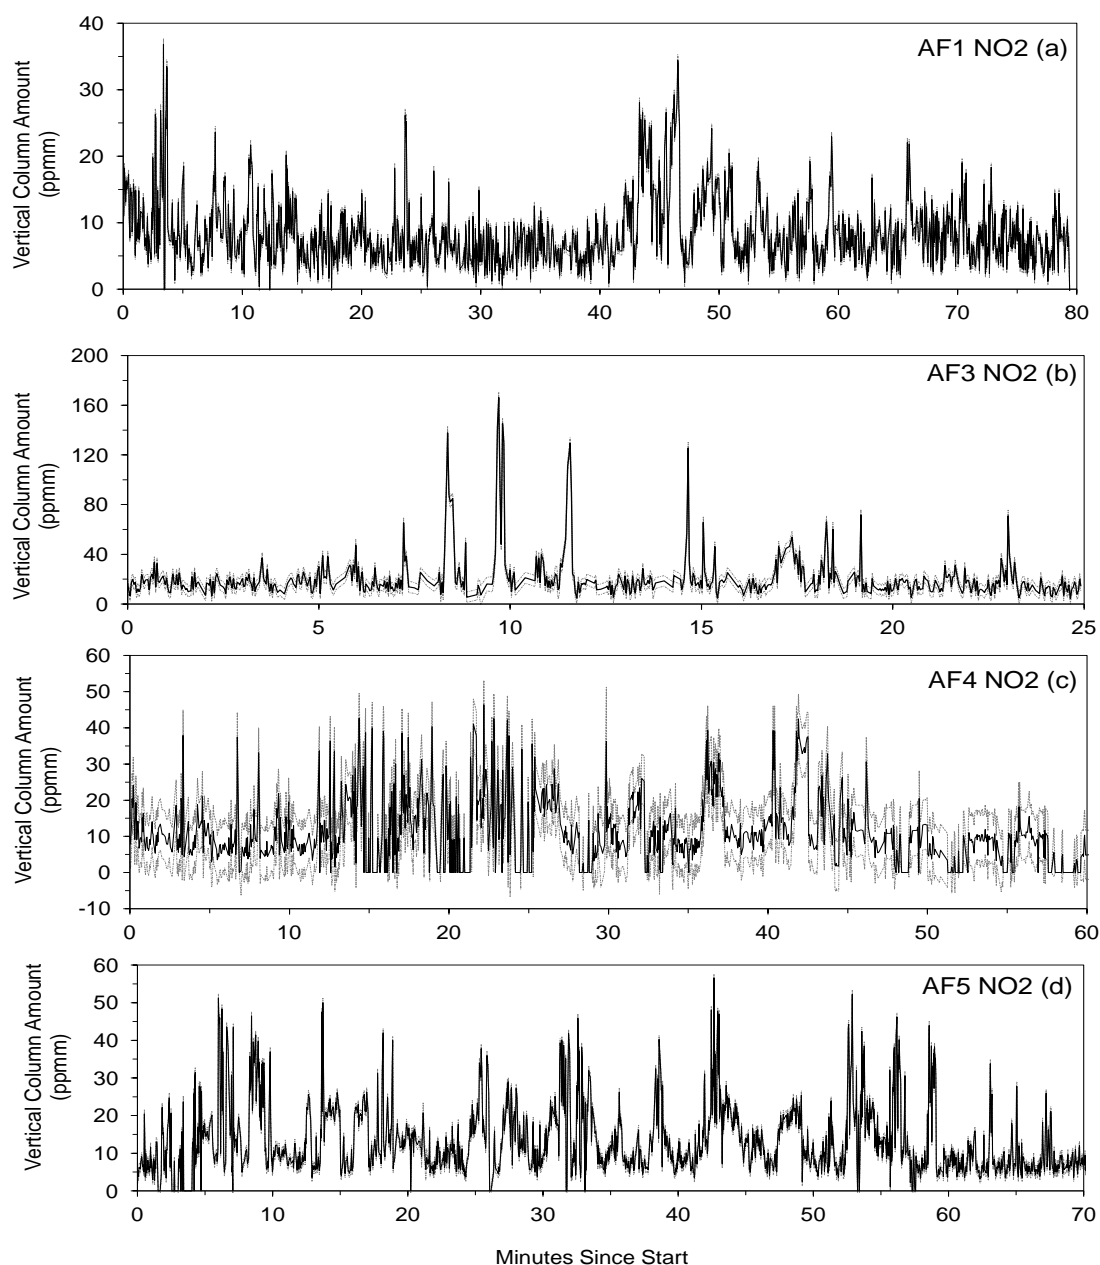 AF1 NO2 (a)
Vertical Column Amount
(ppmm)
40
30
20
10
0
0 10 20 30 40 50 60 70 80
AF3 NO2 (b)
Vertical Column Amount
(ppmm)
200
160
120
80
40
0
0 5 10 15 20 25
AF4 NO2 (c)
Vertical Column Amount
(ppmm)
60
50
40
30
20
10
0
-10
0 10 20 30 40 50 60
AF5 NO2 (d)
Vertical Column Amount
(ppmm)
60
50
40
30
20
10
0
0 10 20 30 40 50 60 70
Minutes Since Start